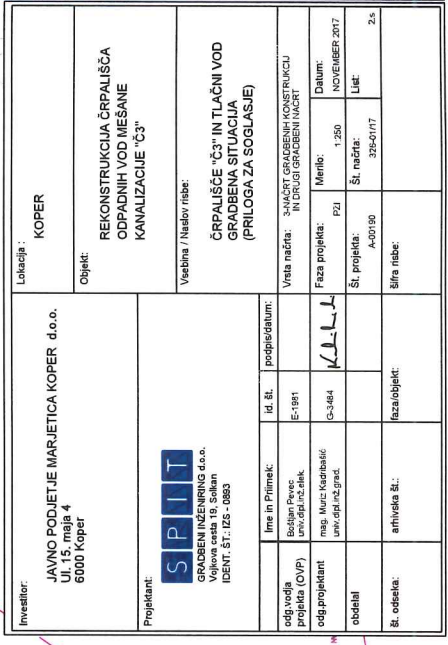 Investitor:
JAVNO PODJETJE MARJETICA KOPER d.o.o.
Ul. 15. maja 4
6000 Koper
Lokacija :
KOPER
Objekt:
REKONSTRUKCIJA ČRPALIŠČA
ODPADNIH VOD MEŠANE
KANALIZACIJE "Č3"
Projektant:
S P I T
GRADBENI INŽENIRING d.o.o.
Vojkova cesta 19, Solkan
IDENT. ŠT.: IZS - 0893
Vsebina / Naslov risbe:
ČRPALIŠČE "Č3" IN TLAČNI VOD
GRADBENA SITUACIJA
(PRILOGA ZA SOGLASJE)
Ime in Priimek:
id. št.
podpis/datum:
odg.vodja
projekta (OVP)
Boštjan Pevec
univ.dipl.inž.elek.
E-1981
odg.projektant
mag. Muriz Kadribašić
univ.dipl.inž.grad.
G-3484
obdelal
Vrsta načrta:
3-NAČRT GRADBENIH KONSTRUKCIJ
IN DRUGI GRADBENI NAČRT
Faza projekta:
PZI
Merilo:
1:250
Datum:
NOVEMBER 2017
Št. projekta:
A-00190
Št. načrta:
326-01/17
List:
2.s
št. odseka:
arhivska št.:
faza/objekt:
šifra risbe: